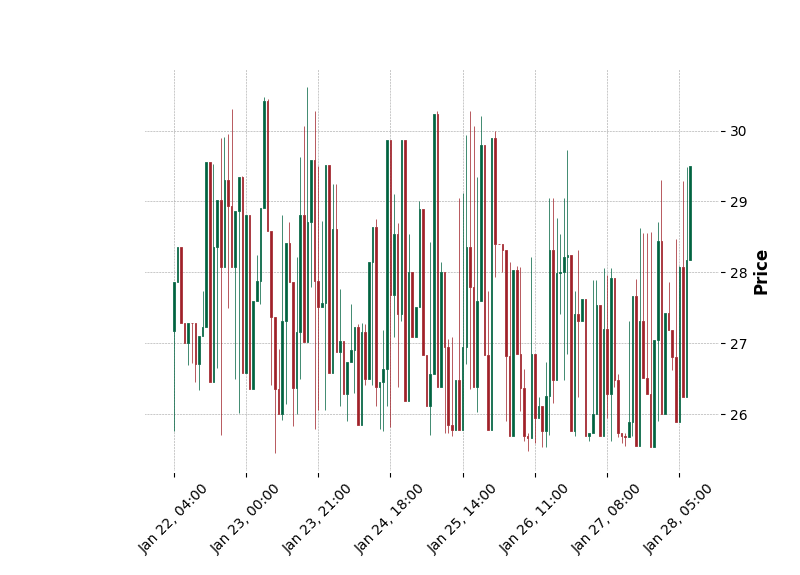 30
29
28
27
26
Price
Jan 22, 04:00
Jan 23, 00:00
Jan 23, 21:00
Jan 24, 18:00
Jan 25, 14:00
Jan 26, 11:00
Jan 27, 08:00
Jan 28, 05:00